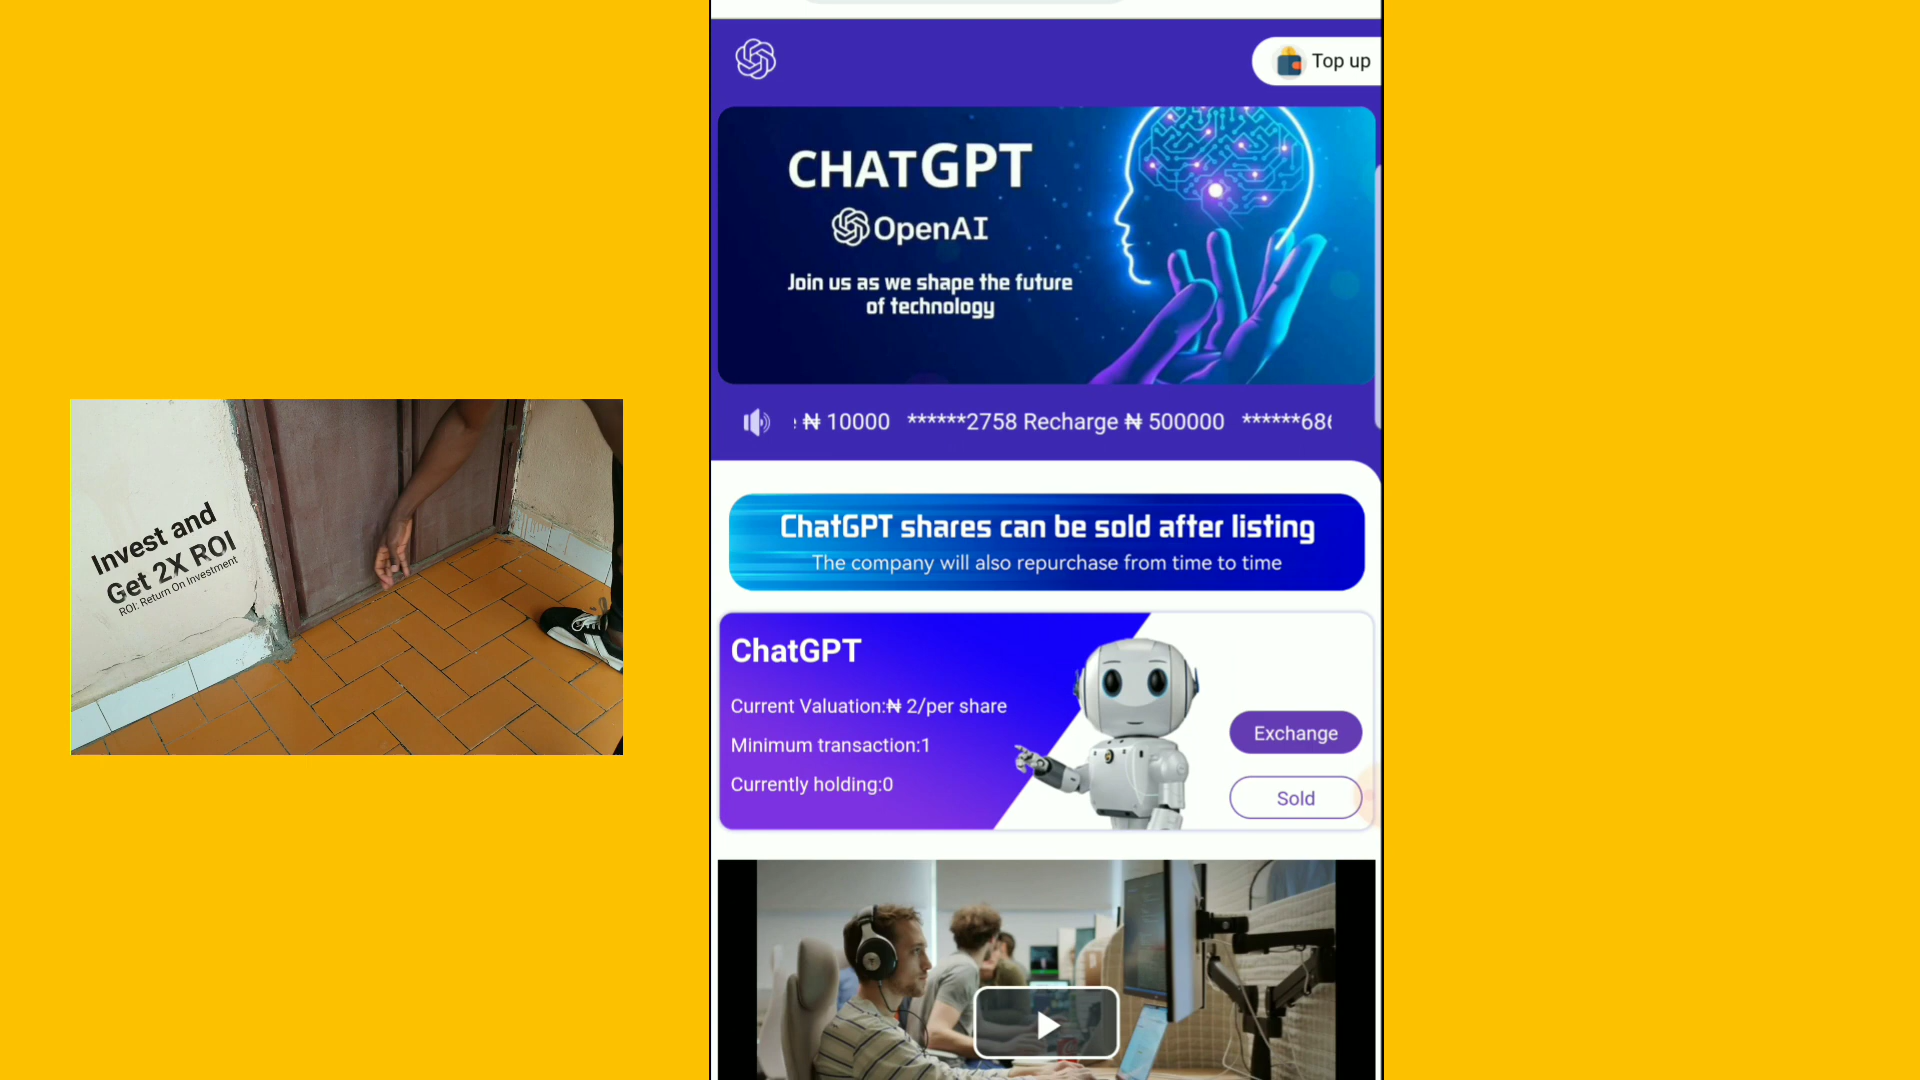 Top up
CHATGPT
OpenAI
Join us as we shape the future
of technology
₦ 10000 ******2758 Recharge ₦ 500000 ******686
ChatGPT shares can be sold after listing
The company will also repurchase from time to time
Invest and
Get 2X ROI
ROI: Return On Investment
ChatGPT
Current Valuation:₦ 2/per share
Minimum transaction:1
Currently holding:0
Exchange
Sold